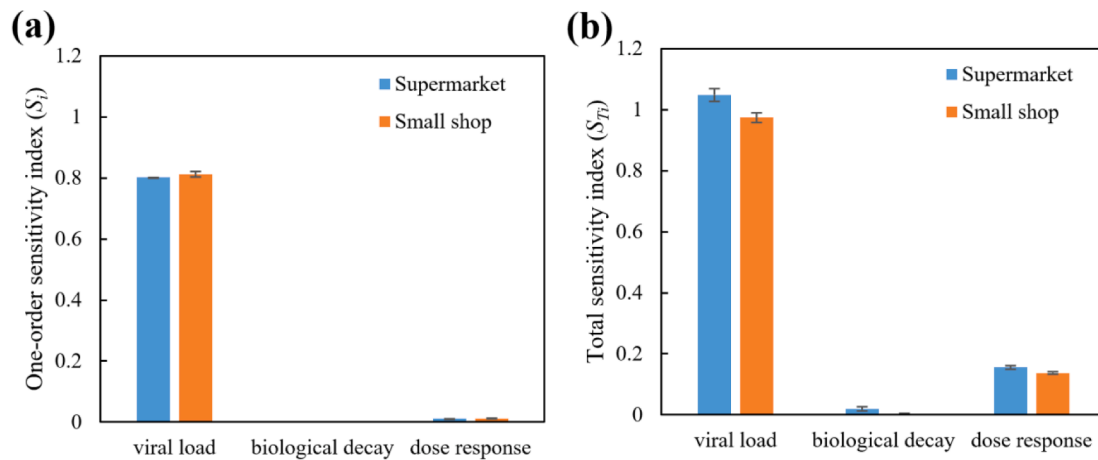 (a)
One-order sensitivity index (Si)
1.2
1
0.8
0.6
0.4
0.2
0
Supermarket
Small shop
viral load
biological decay
dose response
(b)
Total sensitivity index (STi)
1.2
1
0.8
0.6
0.4
0.2
0
Supermarket
Small shop
viral load
biological decay
dose response